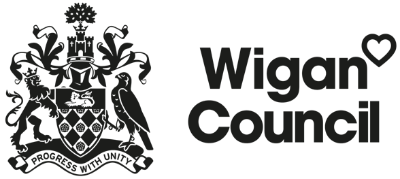 Wigan
Council
PROGRESS WITH UNITY